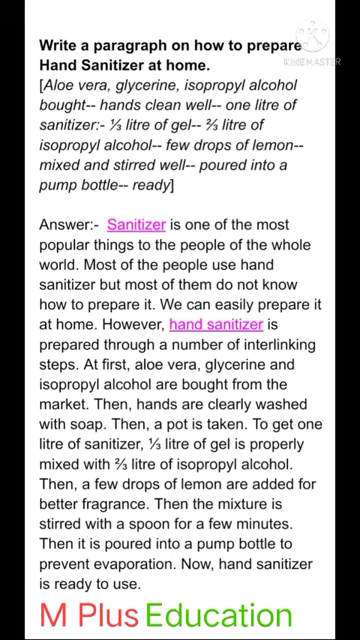 Write a paragraph on how to prepare
Hand Sanitizer at home.
[Aloe vera, glycerine, isopropyl alcohol
bought-- hands clean well-- one litre of
sanitizer:- ⅓ litre of gel-- ⅔ litre of
isopropyl alcohol-- few drops of lemon--
mixed and stirred well-- poured into a
pump bottle-- ready]
Answer:- Sanitizer is one of the most
popular things to the people of the whole
world. Most of the people use hand
sanitizer but most of them do not know
how to prepare it. We can easily prepare it
at home. However, hand sanitizer is
prepared through a number of interlinking
steps. At first, aloe vera, glycerine and
isopropyl alcohol are bought from the
market. Then, hands are clearly washed
with soap. Then, a pot is taken. To get one
litre of sanitizer, ⅓ litre of gel is properly
mixed with ⅔ litre of isopropyl alcohol.
Then, a few drops of lemon are added for
better fragrance. Then the mixture is
stirred with a spoon for a few minutes.
Then it is poured into a pump bottle to
prevent evaporation. Now, hand sanitizer
is ready to use.
M Plus Education
KINEMASTER